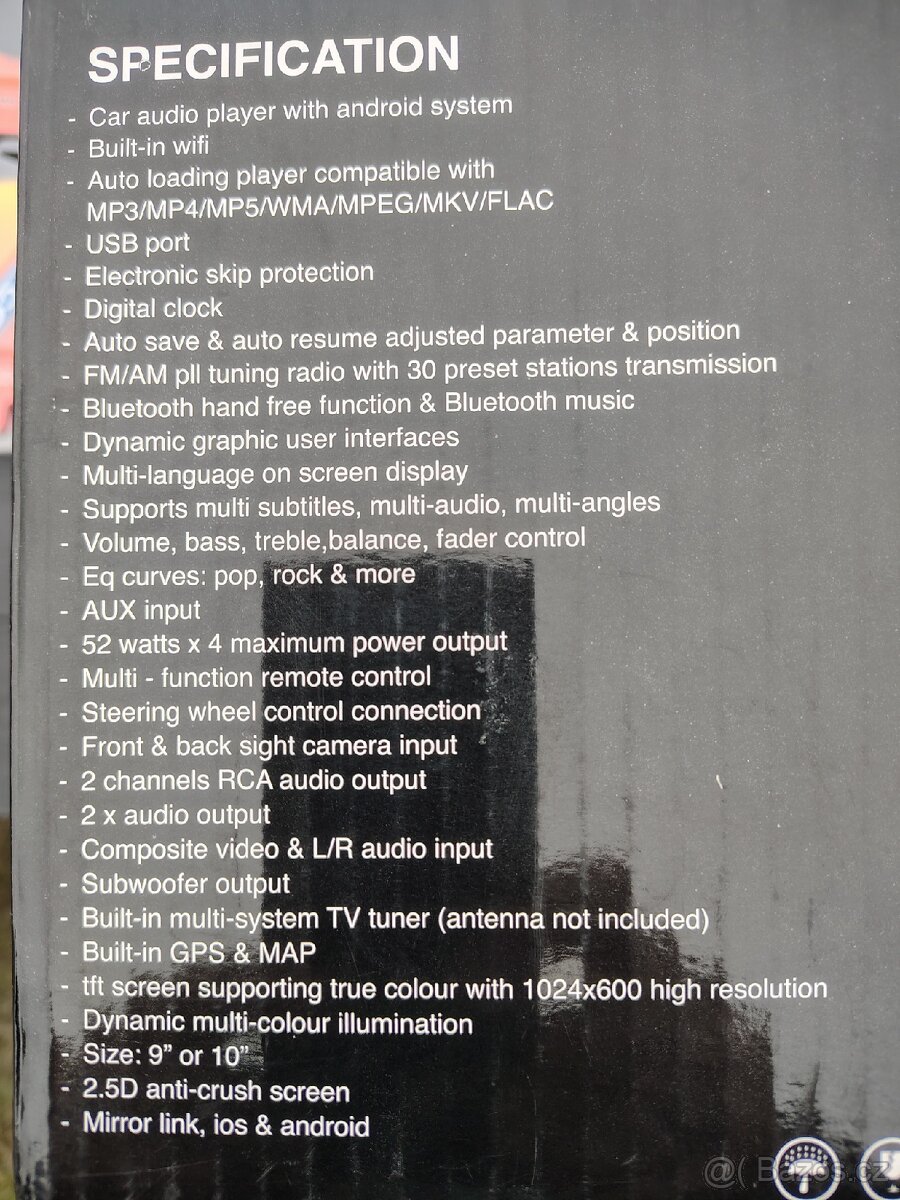 SPECIFICATION
- Car audio player with android system
- Built-in wifi
- Auto loading player compatible with
MP3/MP4/MP5/WMA/MPEG/MKV/FLAC
- USB port
- Electronic skip protection
- Digital clock
- Auto save & auto resume adjusted parameter & position
- FM/AM pll tuning radio with 30 preset stations transmission
- Bluetooth hand free function & Bluetooth music
- Dynamic graphic user interfaces
- Multi-language on screen display
- Supports multi subtitles, multi-audio, multi-angles
- Volume, bass, treble,balance, fader control
- Eq curves: pop, rock & more
- AUX input
- 52 watts x 4 maximum power output
- Multi - function remote control
- Steering wheel control connection
- Front & back sight camera input
- 2 channels RCA audio output
- 2 x audio output
- Composite video & L/R audio input
- Subwoofer output
- Built-in multi-system TV tuner (antenna not included)
- Built-in GPS & MAP
- tft screen supporting true colour with 1024x600 high resolution
- Dynamic multi-colour illumination
- Size: 9” or 10”
- 2.5D anti-crush screen
- Mirror link, ios & android
@( Bazos.cz